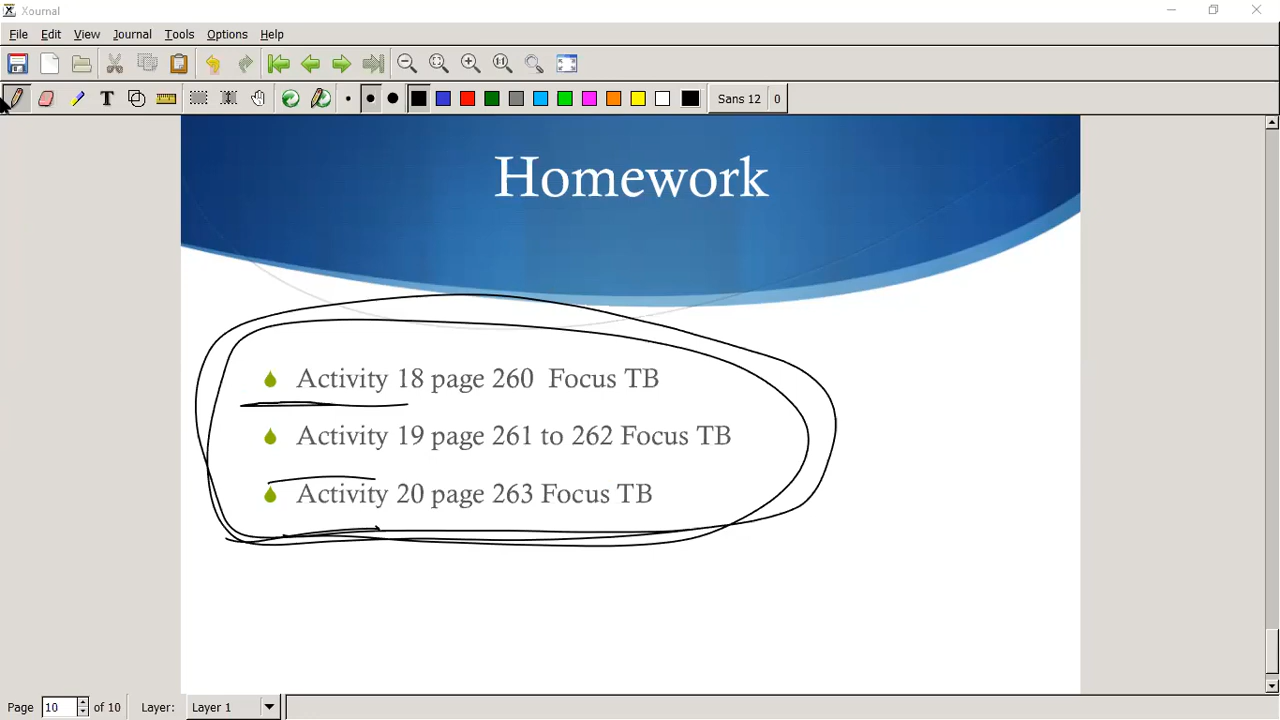 Xournal
File Edit View Journal Tools Options Help
Sans 12 0
Homework
Activity 18 page 260 Focus TB
Activity 19 page 261 to 262 Focus TB
Activity 20 page 263 Focus TB
Page 10 of 10 Layer: Layer 1